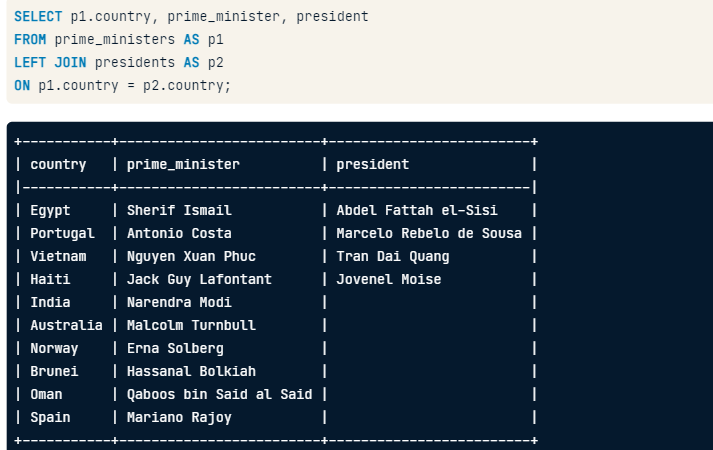 SELECT p1.country, prime_minister, president
FROM prime_ministers AS p1
LEFT JOIN presidents AS p2
ON p1.country = p2.country;
+-----------+-------------------------+-------------------------+
| country   | prime_minister          | president               |
|-----------+-------------------------+-------------------------|
| Egypt     | Sherif Ismail           | Abdel Fattah el-Sisi    |
| Portugal  | Antonio Costa           | Marcelo Rebelo de Sousa |
| Vietnam   | Nguyen Xuan Phuc        | Tran Dai Quang          |
| Haiti     | Jack Guy Lafontant      | Jovenel Moise           |
| India     | Narendra Modi           |                         |
| Australia | Malcolm Turnbull        |                         |
| Norway    | Erna Solberg            |                         |
| Brunei    | Hassanal Bolkiah        |                         |
| Oman      | Qaboos bin Said al Said |                         |
| Spain     | Mariano Rajoy           |                         |
+-----------+-------------------------+-------------------------+